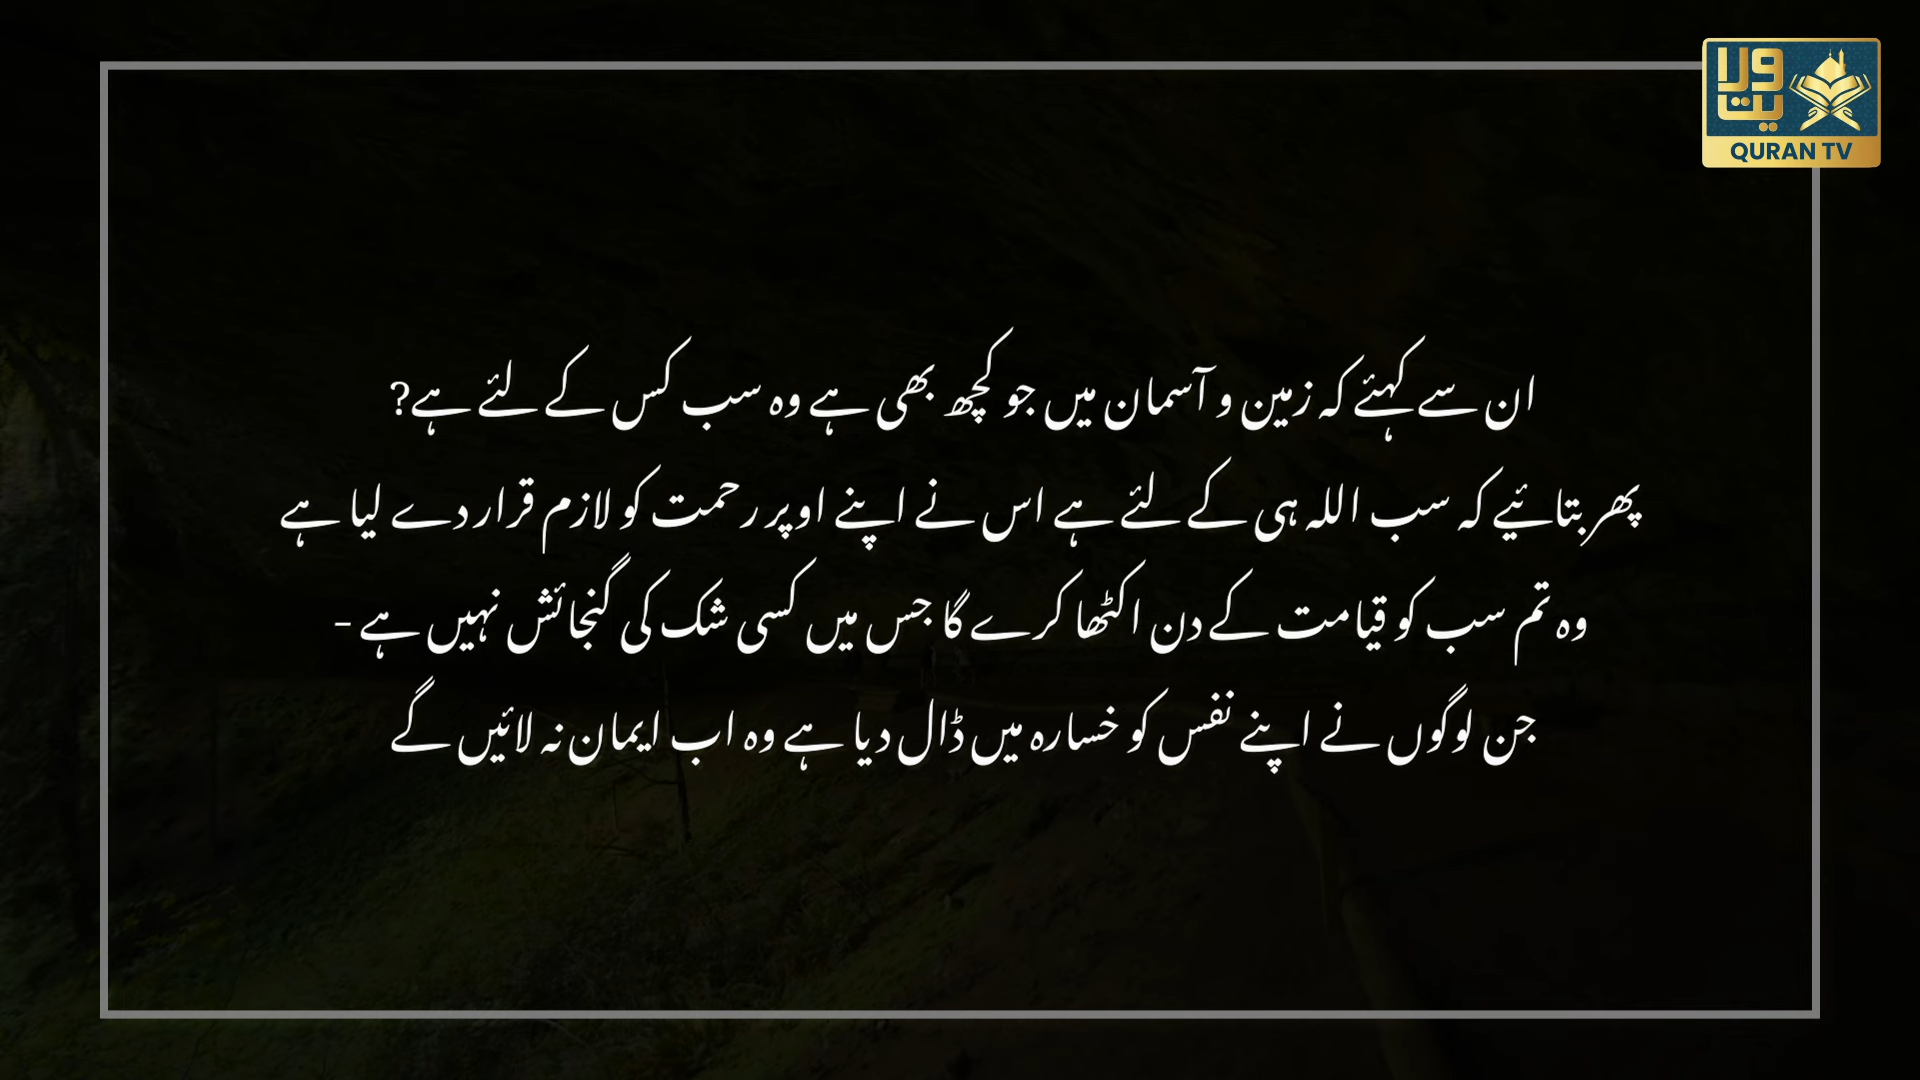 ولایت
QURAN TV
ان سے کہئے کہ زمین و آسمان میں جو کچھ بھی ہے وہ سب کس کے لئے ہے?
پھر بتائیے کہ سب اللہ ہی کے لئے ہے اس نے اپنے اوپر رحمت کو لازم قرار دے لیا ہے
وہ تم سب کو قیامت کے دن اکٹھا کرے گا جس میں کسی شک کی گنجائش نہیں ہے -
جن لوگوں نے اپنے نفس کو خسارہ میں ڈال دیا ہے وہ اب ایمان نہ لائیں گے